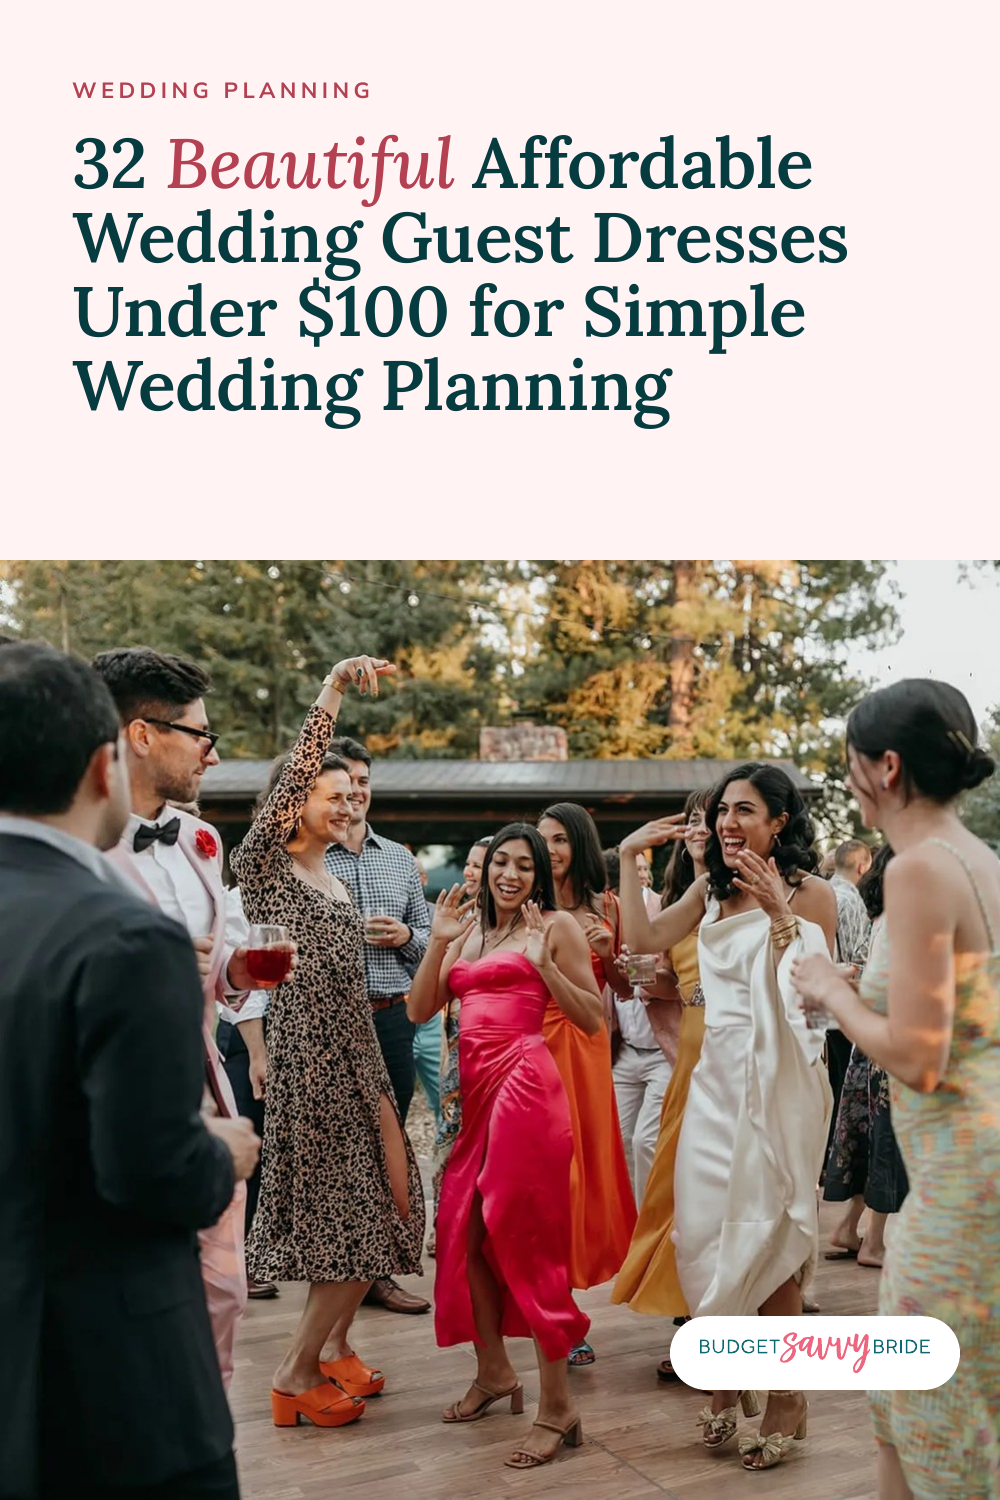 WEDDING PLANNING
32 Beautiful Affordable
Wedding Guest Dresses
Under $100 for Simple
Wedding Planning
BUDGET savvy BRIDE